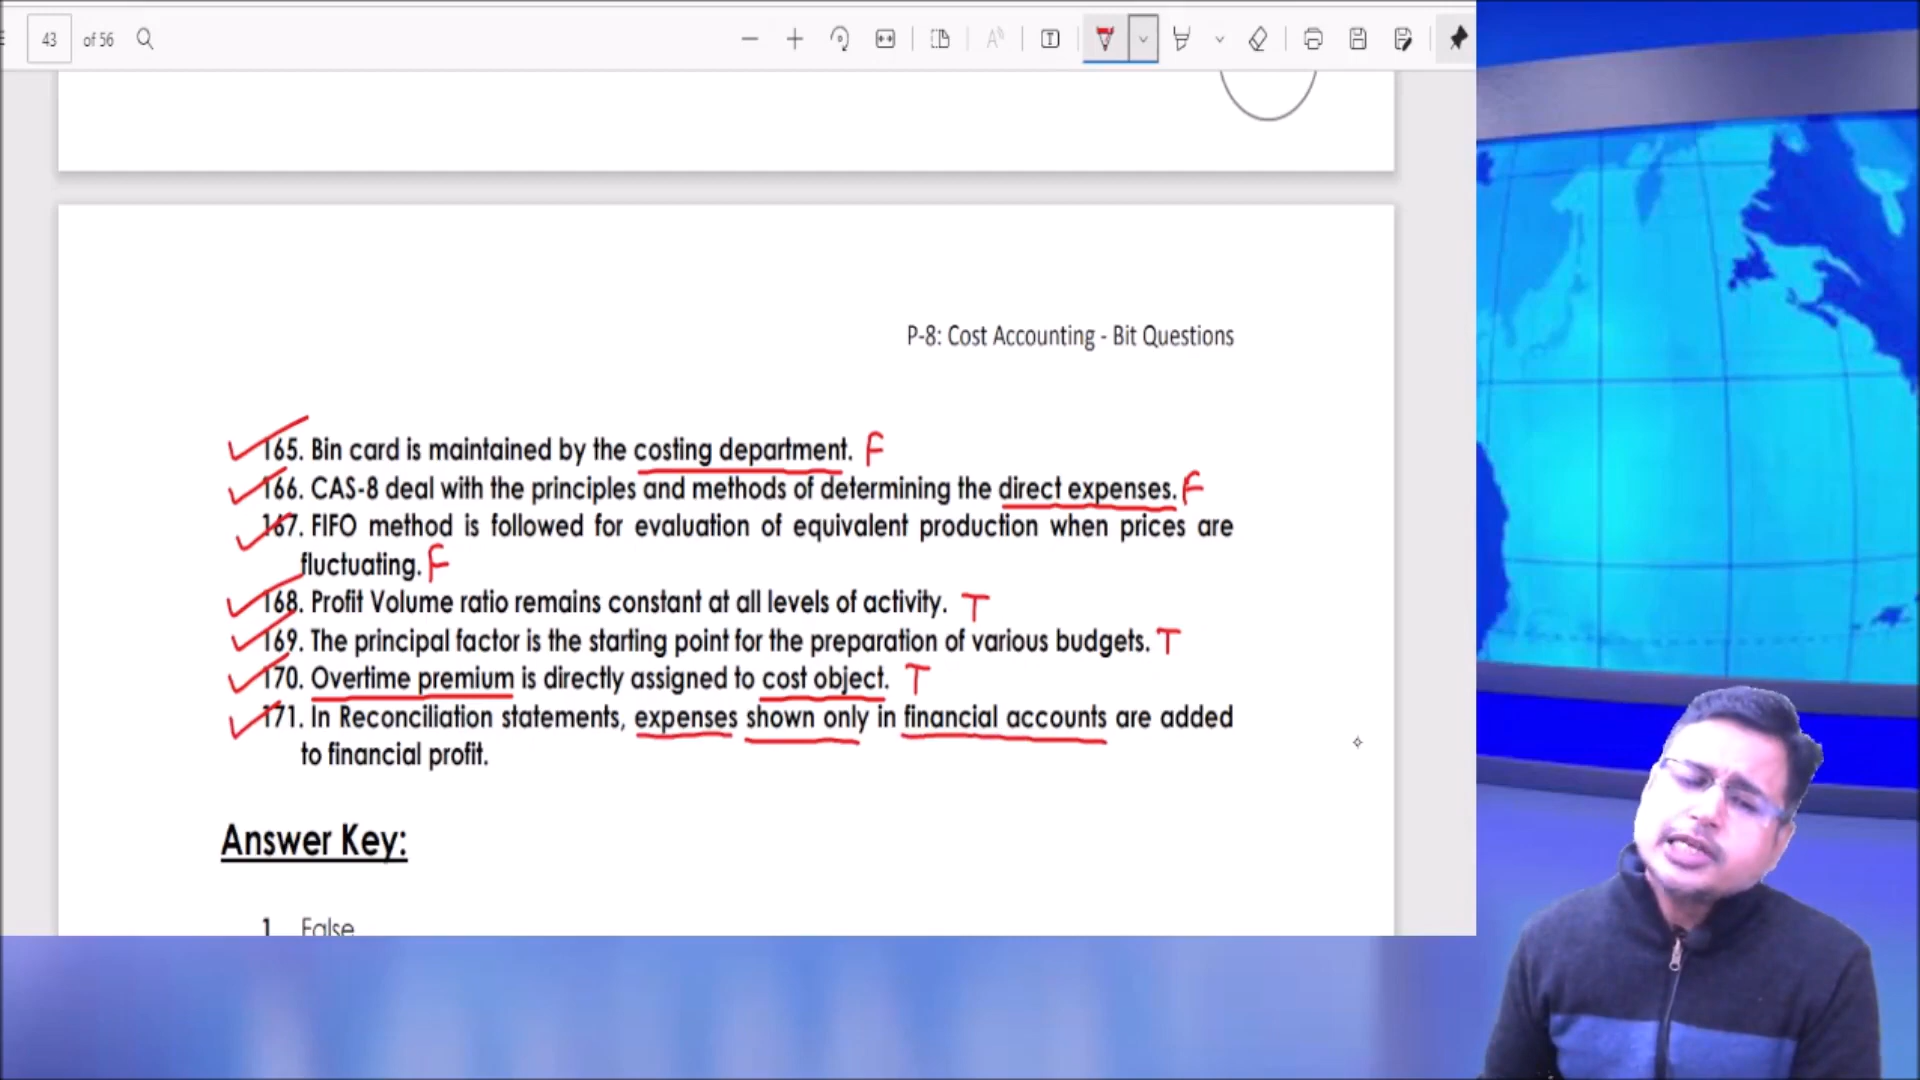 43 of 56
P-8: Cost Accounting - Bit Questions
165. Bin card is maintained by the costing department. F
166. CAS-8 deal with the principles and methods of determining the direct expenses. F
167. FIFO method is followed for evaluation of equivalent production when prices are
fluctuating. F
168. Profit Volume ratio remains constant at all levels of activity. T
169. The principal factor is the starting point for the preparation of various budgets. T
170. Overtime premium is directly assigned to cost object. T
171. In Reconciliation statements, expenses shown only in financial accounts are added
to financial profit.
Answer Key:
1 False